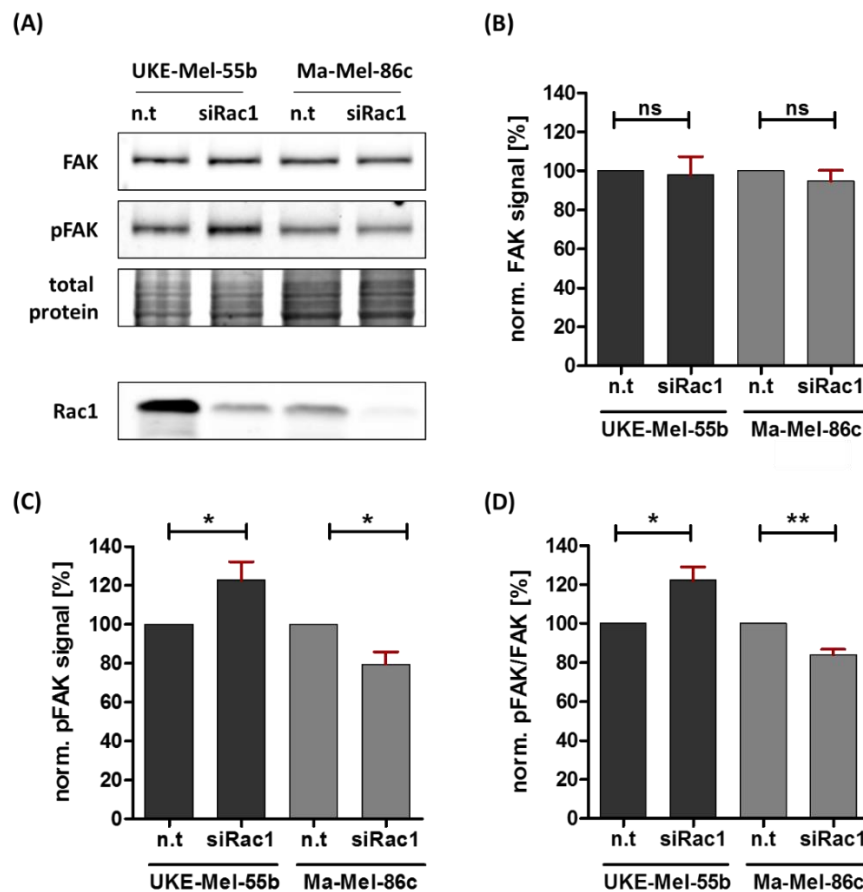 (A)
UKE-Mel-55b Ma-Mel-86c
n.t siRac1 n.t siRac1
FAK
pFAK
total
protein
Rac1
(B)
norm. FAK signal [%]
140
120
100
80
60
40
20
0
ns ns
n.t siRac1 n.t siRac1
UKE-Mel-55b Ma-Mel-86c
(C)
norm. pFAK signal [%]
140
120
100
80
60
40
20
0
* *
n.t siRac1 n.t siRac1
UKE-Mel-55b Ma-Mel-86c
(D)
norm. pFAK/FAK [%]
140
120
100
80
60
40
20
0
* **
n.t siRac1 n.t siRac1
UKE-Mel-55b Ma-Mel-86c